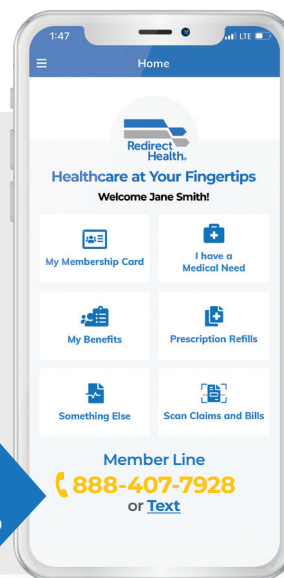 1:47
LTE
Home
Redirect
Health®
Healthcare at Your Fingertips
Welcome Jane Smith!
My Membership Card
I have a
Medical Need
My Benefits
Prescription Refills
Something Else
Scan Claims and Bills
Member Line
888-407-7928
or Text